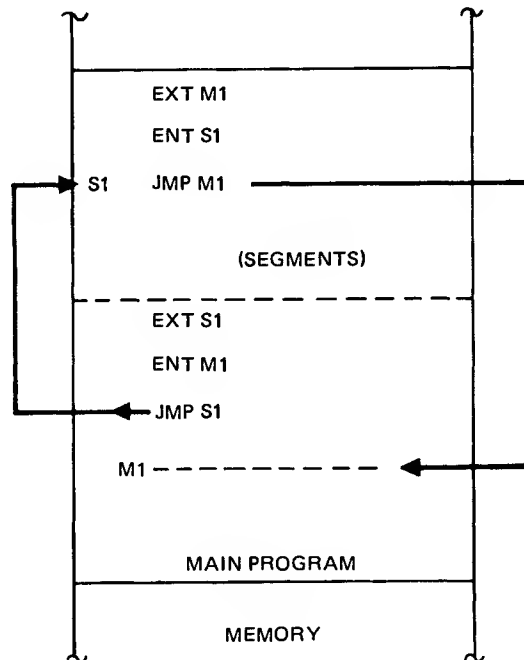 EXT M1
ENT S1
S1 JMP M1
(SEGMENTS)
EXT S1
ENT M1
JMP S1
M1
MAIN PROGRAM
MEMORY